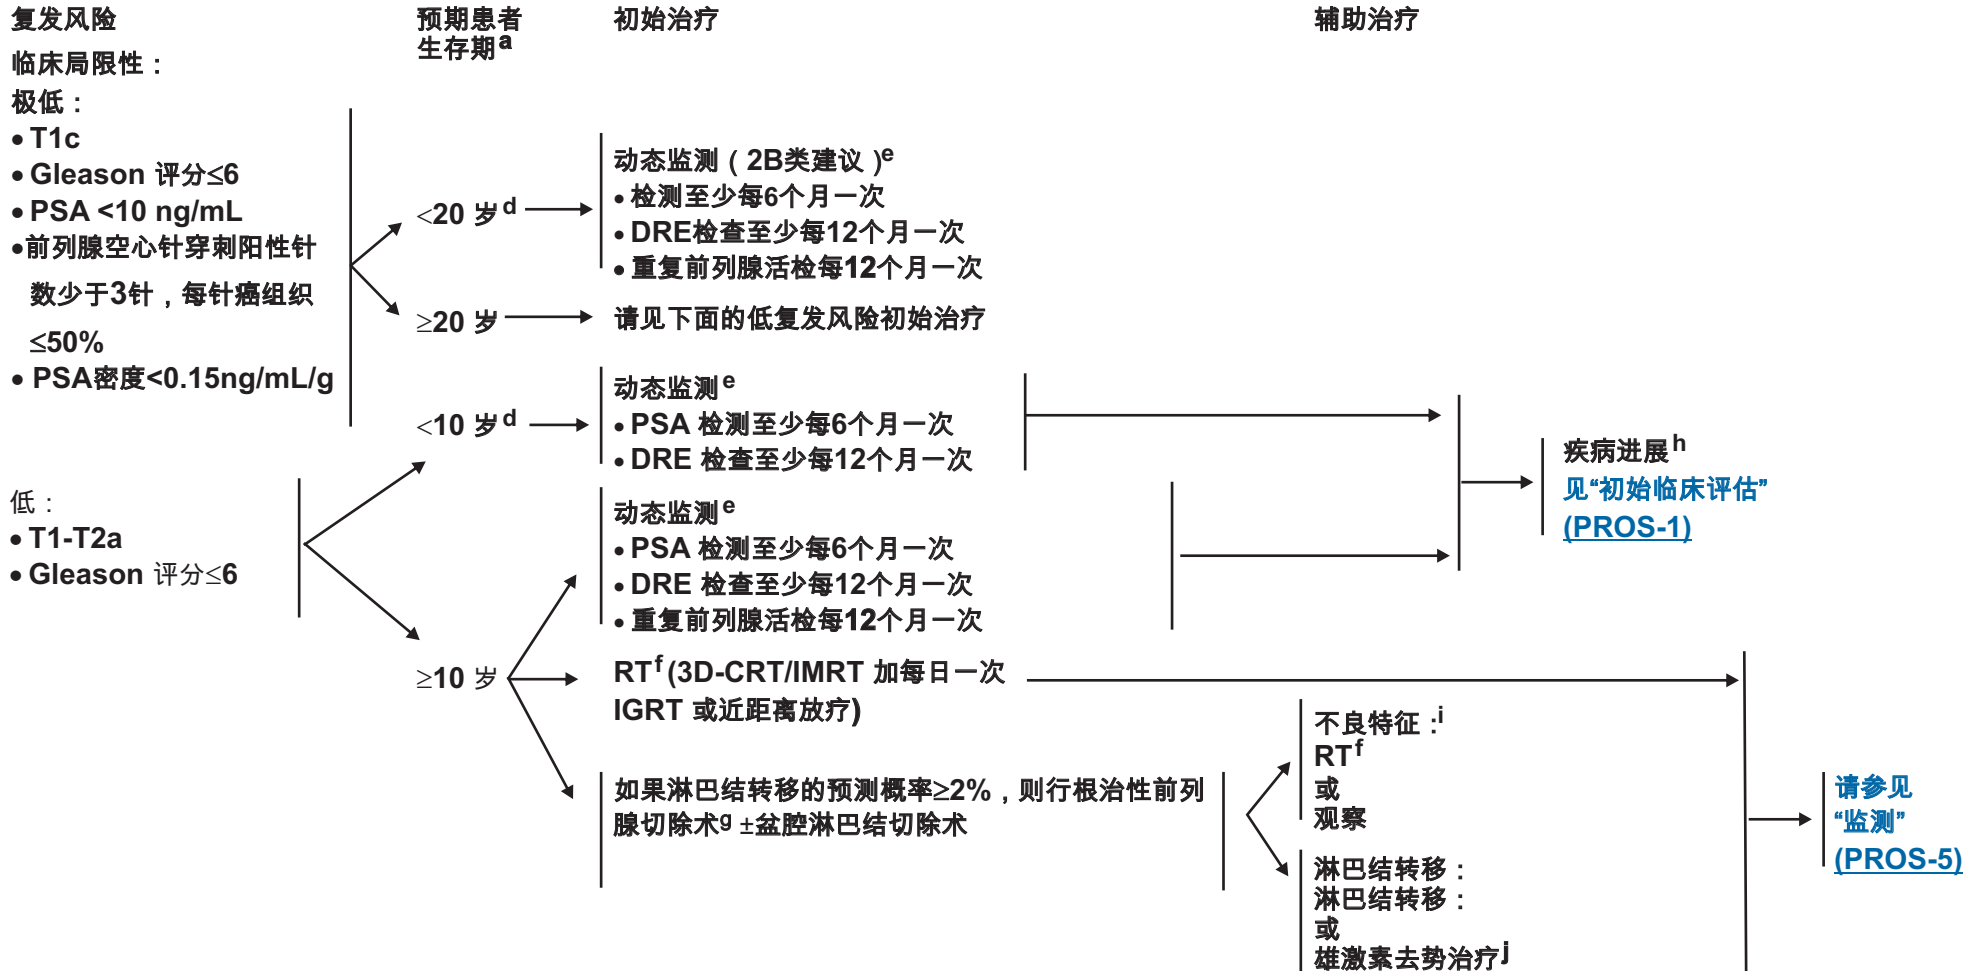 复发风险
预期患者
生存期a
初始治疗
辅助治疗
临床局限性：
极低：
• T1c
• Gleason 评分≤6
• PSA <10 ng/mL
•前列腺空心针穿刺阳性针
数少于3针，每针癌组织
≤50%
• PSA密度<0.15ng/mL/g
<20 岁d
动态监测（2B类建议）e
• 检测至少每6个月一次
• DRE检查至少每12个月一次
• 重复前列腺活检每12个月一次
≥20 岁
请见下面的低复发风险初始治疗
低：
• T1-T2a
• Gleason 评分≤6
<10 岁d
动态监测e
• PSA 检测至少每6个月一次
• DRE 检查至少每12个月一次
疾病进展h
见“初始临床评估”
(PROS-1)
≥10 岁
动态监测e
• PSA 检测至少每6个月一次
• DRE 检查至少每12个月一次
• 重复前列腺活检每12个月一次
RTf (3D-CRT/IMRT 加每日一次
IGRT 或近距离放疗)
如果淋巴结转移的预测概率≥2%，则行根治性前列
腺切除术g ±盆腔淋巴结切除术
不良特征：i
RTf
或
观察
淋巴结转移：
淋巴结转移：
或
雄激素去势治疗j
请参见
“监测”
(PROS-5)